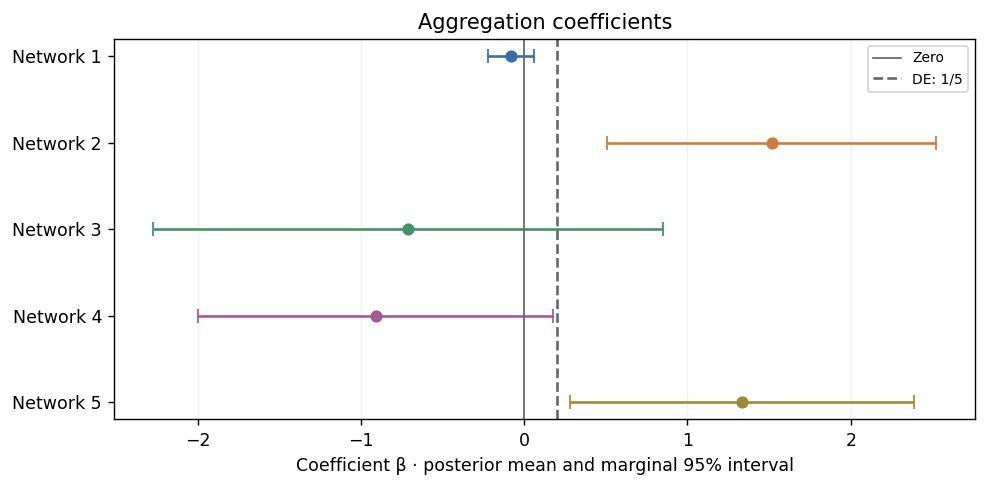 Aggregation coefficients
Network 1
Network 2
Network 3
Network 4
Network 5
Zero
DE: 1/5
−2
−1
0
1
2
Coefficient β · posterior mean and marginal 95% interval